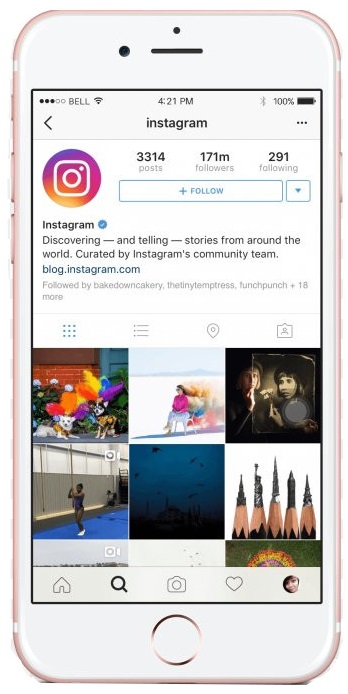 BELL 4:21 PM 100%
instagram
3314 171m 291
posts followers following
+ FOLLOW
Instagram
Discovering — and telling — stories from around the
world. Curated by Instagram's community team.
blog.instagram.com
Followed by bakedowncakery, thetinytemptress, funchpunch + 18
more